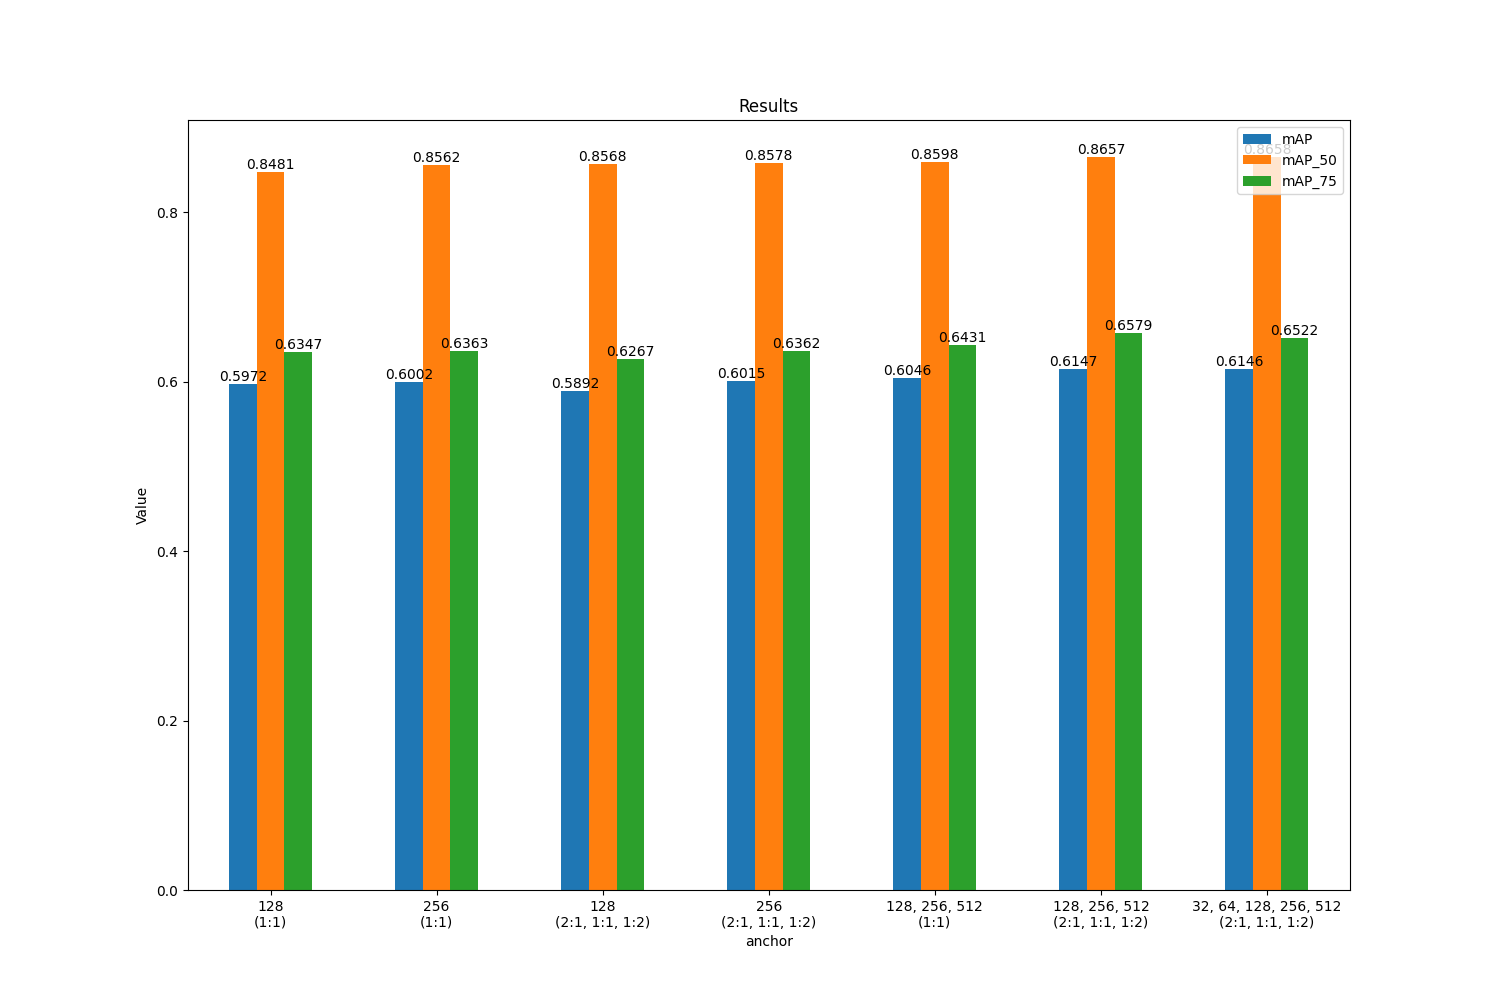 Results
mAP
mAP_50
mAP_75
0.8481
0.8562
0.8568
0.8578
0.8598
0.8657
0.8658
0.5972
0.6347
0.6002
0.6363
0.5892
0.6267
0.6015
0.6362
0.6046
0.6431
0.6147
0.6579
0.6146
0.6522
Value
0.8
0.6
0.4
0.2
0.0
128
(1:1)
256
(1:1)
128
(2:1, 1:1, 1:2)
256
(2:1, 1:1, 1:2)
128, 256, 512
(1:1)
128, 256, 512
(2:1, 1:1, 1:2)
32, 64, 128, 256, 512
(2:1, 1:1, 1:2)
anchor